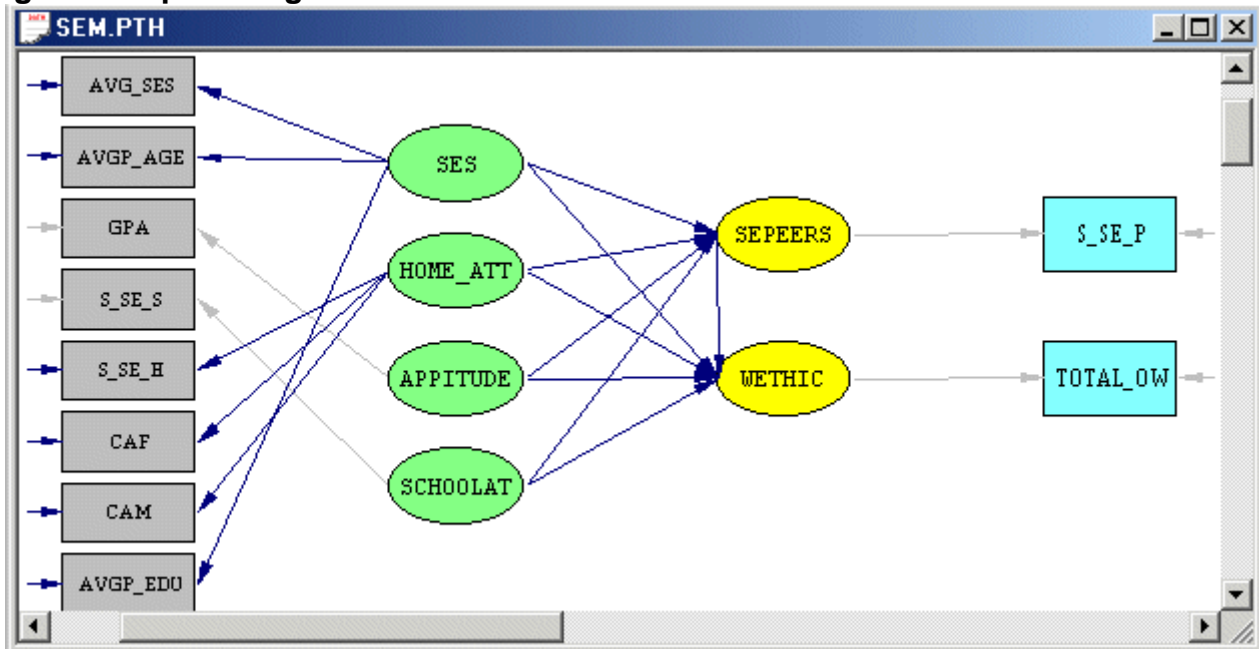 SEM.PTH
AVG_SES
AVGP_AGE
GPA
S_SE_S
S_SE_H
CAF
CAM
AVGP_EDU
SES
HOME_ATT
APPITUDE
SCHOOLAT
SEPEERS
WETHIC
S_SE_P
TOTAL_OW